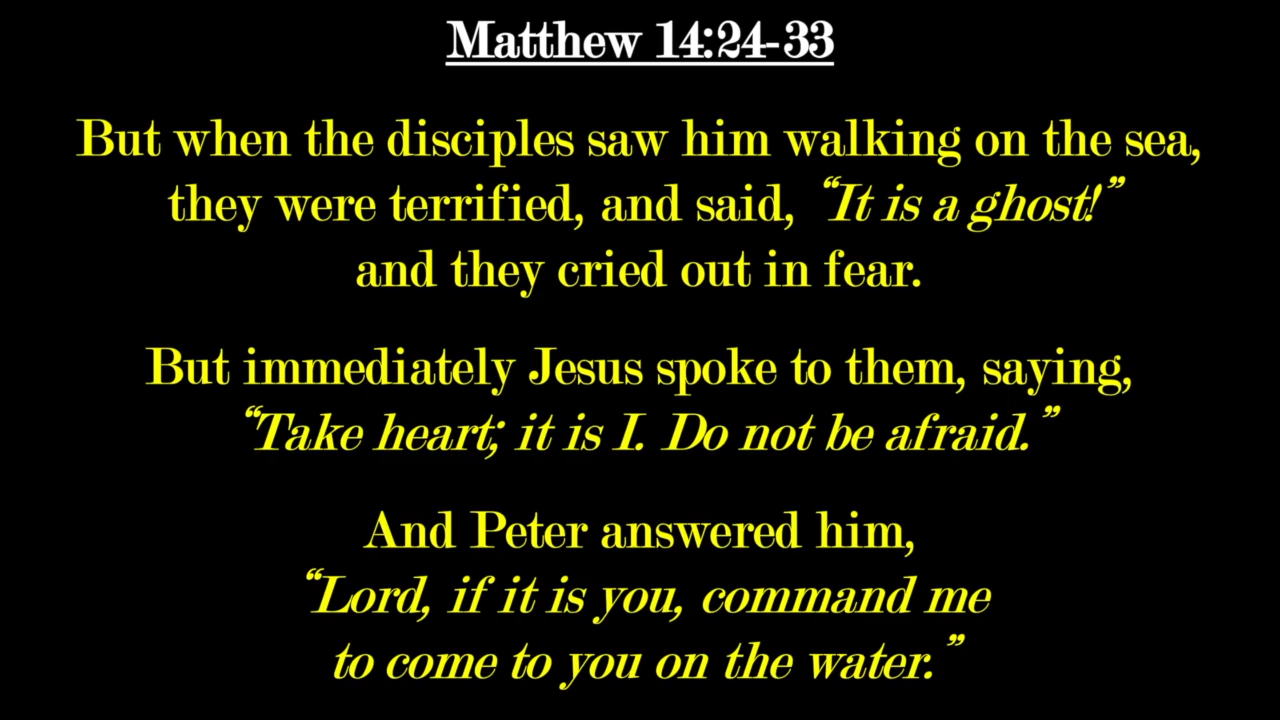 Matthew 14:24-33
But when the disciples saw him walking on the sea,
they were terrified, and said, “It is a ghost!”
and they cried out in fear.
But immediately Jesus spoke to them, saying,
“Take heart; it is I. Do not be afraid.”
And Peter answered him,
“Lord, if it is you, command me
to come to you on the water.”